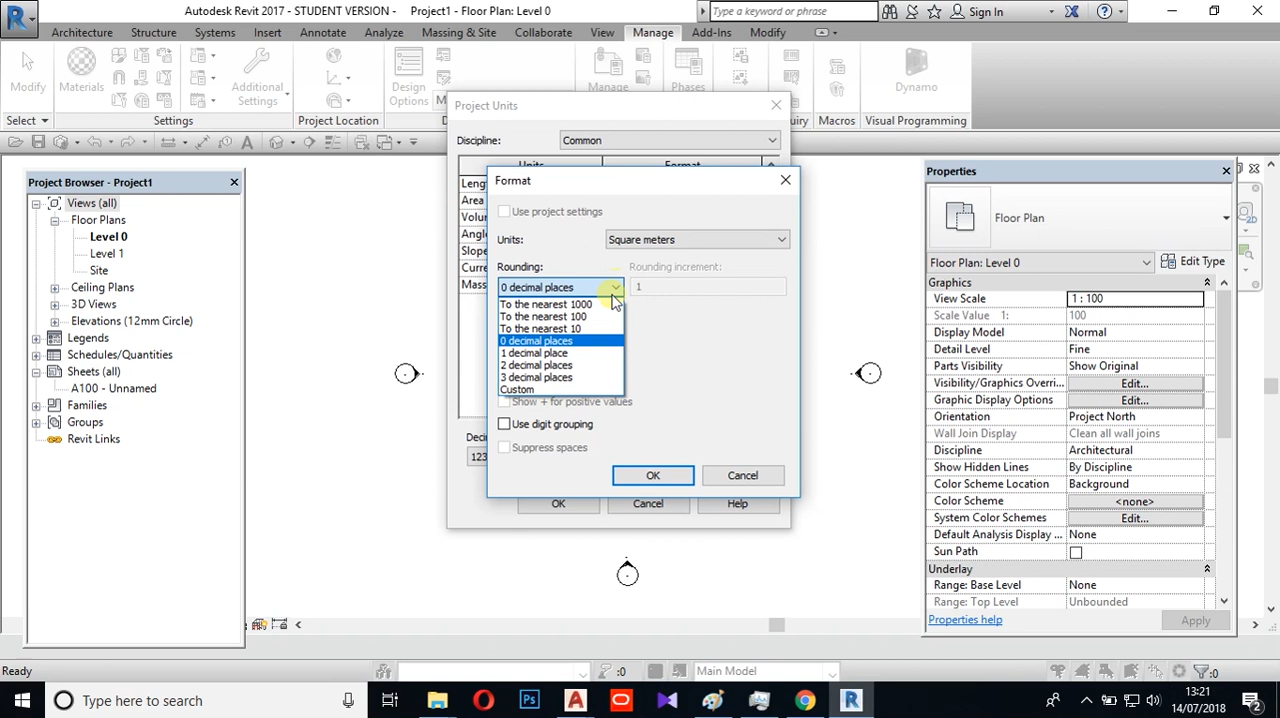 Autodesk Revit 2017 - STUDENT VERSION -    Project1 - Floor Plan: Level 0
Type a keyword or phrase
Sign In
Architecture Structure Systems Insert Annotate Analyze Massing & Site Collaborate View Manage Add-Ins Modify
Modify
Materials
Additional
Settings
Design
Options
Manage
Phases
Dynamo
Select
Settings
Project Location
Macros
Visual Programming
Project Units
Discipline: Common
Units Format
Format
Use project settings
Units: Square meters
Rounding: Rounding increment:
0 decimal places 1
To the nearest 1000
To the nearest 100
To the nearest 10
0 decimal places
1 decimal place
2 decimal places
3 decimal places
Custom
Show + for positive values
Use digit grouping
Suppress spaces
OK Cancel
OK Cancel Help
Project Browser - Project1
Views (all)
Floor Plans
Level 0
Level 1
Site
Ceiling Plans
3D Views
Elevations (12mm Circle)
Legends
Schedules/Quantities
Sheets (all)
A100 - Unnamed
Families
Groups
Revit Links
Properties
Floor Plan
Floor Plan: Level 0 Edit Type
Graphics
View Scale 1 : 100
Scale Value    1: 100
Display Model Normal
Detail Level Fine
Parts Visibility Show Original
Visibility/Graphics Overri... Edit...
Graphic Display Options Edit...
Orientation Project North
Wall Join Display Clean all wall joins
Discipline Architectural
Show Hidden Lines By Discipline
Color Scheme Location Background
Color Scheme <none>
System Color Schemes Edit...
Default Analysis Display ... None
Sun Path
Underlay
Range: Base Level None
Range: Top Level Unbounded
Properties help Apply
Ready
:0
Main Model
:0
Type here to search
13:21
14/07/2018